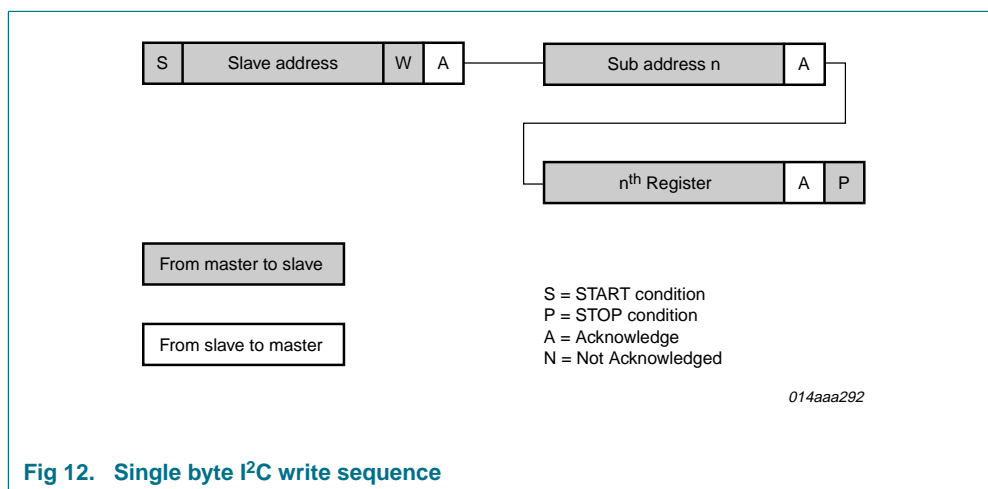 S Slave address W A Sub address n A
nth Register A P
From master to slave
From slave to master
S = START condition
P = STOP condition
A = Acknowledge
N = Not Acknowledged
014aaa292
Fig 12. Single byte I2C write sequence